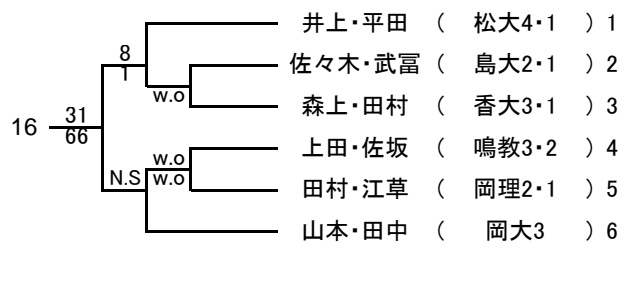 井上・平田 （ 松大4・1 ） 1
8
1
佐々木・武冨 （ 島大2・1 ） 2
w.o
森上・田村 （ 香大3・1 ） 3
16
31
66
上田・佐坂 （ 鳴教3・2 ） 4
w.o
N.S
w.o
田村・江草 （ 岡理2・1 ） 5
山本・田中 （ 岡大3 ） 6